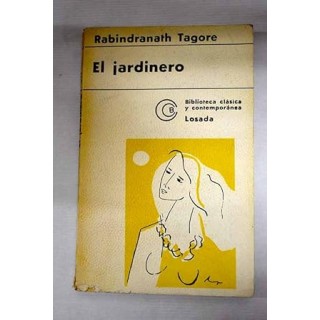 Rabindranath Tagore
El jardinero
Biblioteca clásica
y contemporánea
Losada